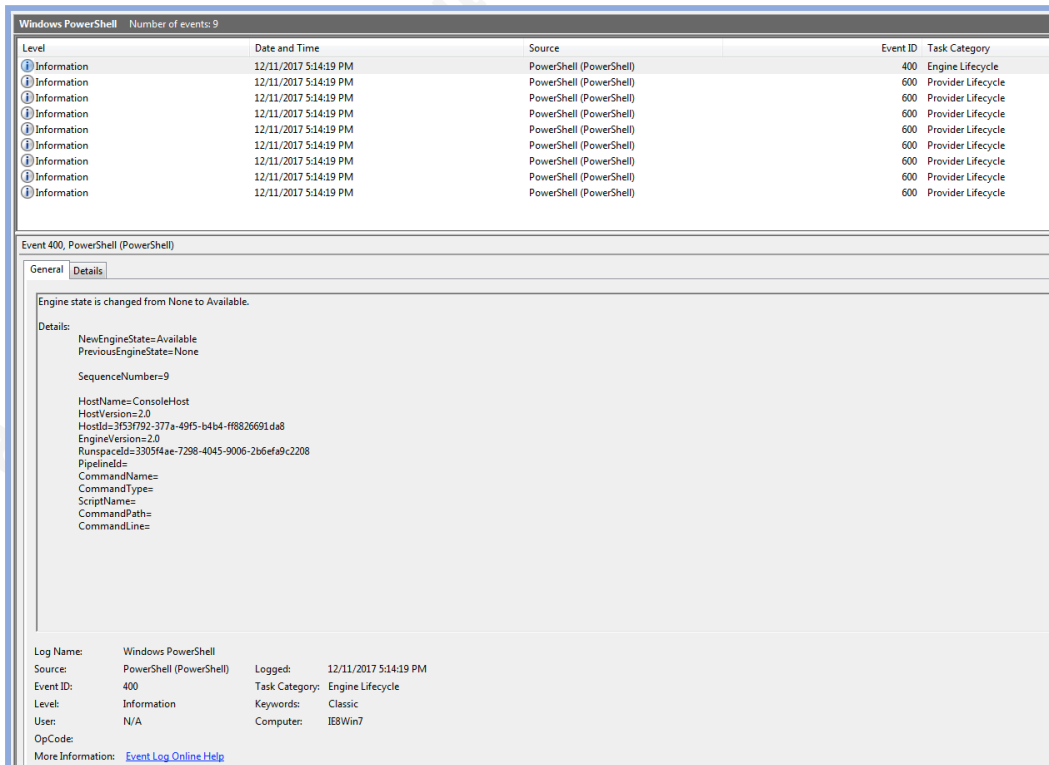 Windows PowerShell Number of events: 9
Level Date and Time Source Event ID Task Category
Information 12/11/2017 5:14:19 PM PowerShell (PowerShell) 400 Engine Lifecycle
Information 12/11/2017 5:14:19 PM PowerShell (PowerShell) 600 Provider Lifecycle
Information 12/11/2017 5:14:19 PM PowerShell (PowerShell) 600 Provider Lifecycle
Information 12/11/2017 5:14:19 PM PowerShell (PowerShell) 600 Provider Lifecycle
Information 12/11/2017 5:14:19 PM PowerShell (PowerShell) 600 Provider Lifecycle
Information 12/11/2017 5:14:19 PM PowerShell (PowerShell) 600 Provider Lifecycle
Information 12/11/2017 5:14:19 PM PowerShell (PowerShell) 600 Provider Lifecycle
Information 12/11/2017 5:14:19 PM PowerShell (PowerShell) 600 Provider Lifecycle
Information 12/11/2017 5:14:19 PM PowerShell (PowerShell) 600 Provider Lifecycle
Event 400, PowerShell (PowerShell)
General Details
Engine state is changed from None to Available.
Details:
NewEngineState=Available
PreviousEngineState=None
SequenceNumber=9
HostName=ConsoleHost
HostVersion=2.0
HostId=3f53f792-377a-49f5-b4b4-ff8826691da8
EngineVersion=2.0
RunspaceId=3305f4ae-7298-4045-9006-2b6efa9c2208
PipelineId=
CommandName=
CommandType=
ScriptName=
CommandPath=
CommandLine=
Log Name: Windows PowerShell
Source: PowerShell (PowerShell) Logged: 12/11/2017 5:14:19 PM
Event ID: 400 Task Category: Engine Lifecycle
Level: Information Keywords: Classic
User: N/A Computer: IE8Win7
OpCode:
More Information: Event Log Online Help